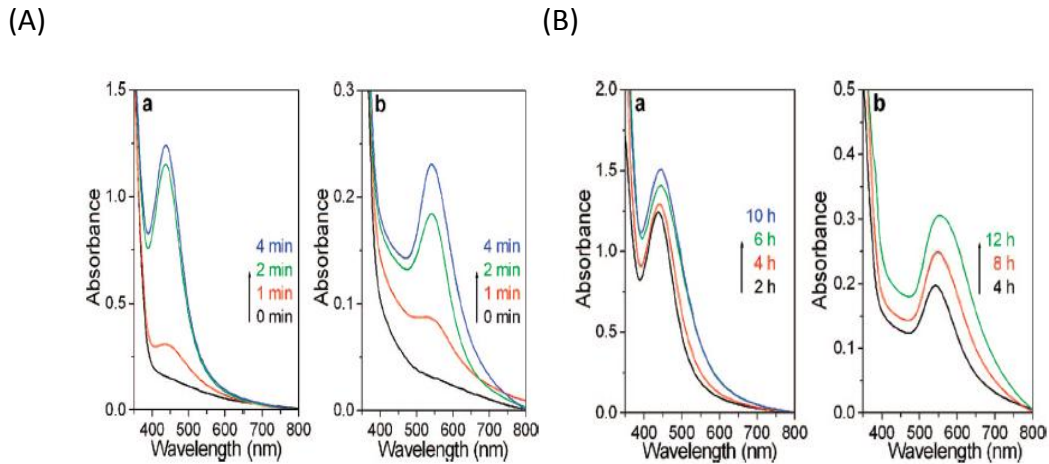 (A)
(B)
a
1.5
1.0
0.5
0.0
Absorbance
4 min
2 min
1 min
0 min
400 500 600 700 800
Wavelength (nm)
b
0.3
0.2
0.1
0.0
Absorbance
4 min
2 min
1 min
0 min
400 500 600 700 800
Wavelength (nm)
a
2.0
1.5
1.0
0.5
0.0
Absorbance
10 h
6 h
4 h
2 h
400 500 600 700 800
Wavelength (nm)
b
0.5
0.4
0.3
0.2
0.1
0.0
Absorbance
12 h
8 h
4 h
400 500 600 700 800
Wavelength (nm)